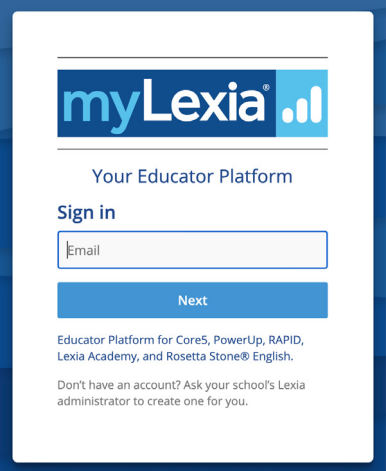 myLexia®
Your Educator Platform
Sign in
Email
Next
Educator Platform for Core5, PowerUp, RAPID,
Lexia Academy, and Rosetta Stone® English.
Don't have an account? Ask your school's Lexia
administrator to create one for you.